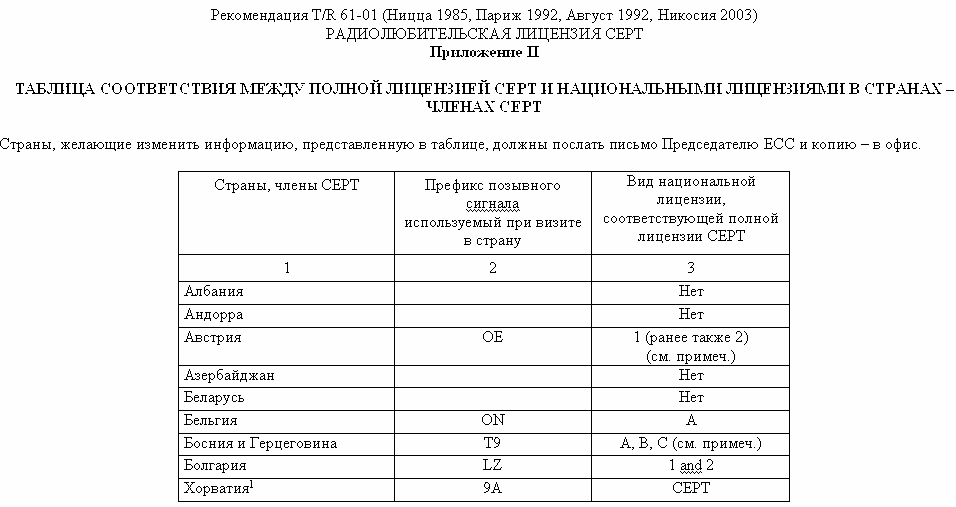 Рекомендация T/R 61-01 (Ницца 1985, Париж 1992, Август 1992, Никосия 2003)
РАДИОЛЮБИТЕЛЬСКАЯ ЛИЦЕНЗИЯ СЕРТ
Приложение II
ТАБЛИЦА СООТВЕТСТВИЯ МЕЖДУ ПОЛНОЙ ЛИЦЕНЗИЕЙ СЕРТ И НАЦИОНАЛЬНЫМИ ЛИЦЕНЗИЯМИ В СТРАНАХ –
ЧЛЕНАХ СЕРТ
Страны, желающие изменить информацию, представленную в таблице, должны послать письмо Председателю ECC и копию – в офис.
Страны, члены СЕРТ
Префикс позывного
сигнала
используемый при визите
в страну
Вид национальной
лицензии,
соответствующей полной
лицензии СЕРТ
1 2 3
Албания Нет
Андорра Нет
Австрия OE 1 (ранее также 2)
(см. примеч.)
Азербайджан Нет
Беларусь Нет
Бельгия ON A
Босния и Герцеговина T9 A, B, C (см. примеч.)
Болгария LZ 1 and 2
Хорватия1 9A CEPT